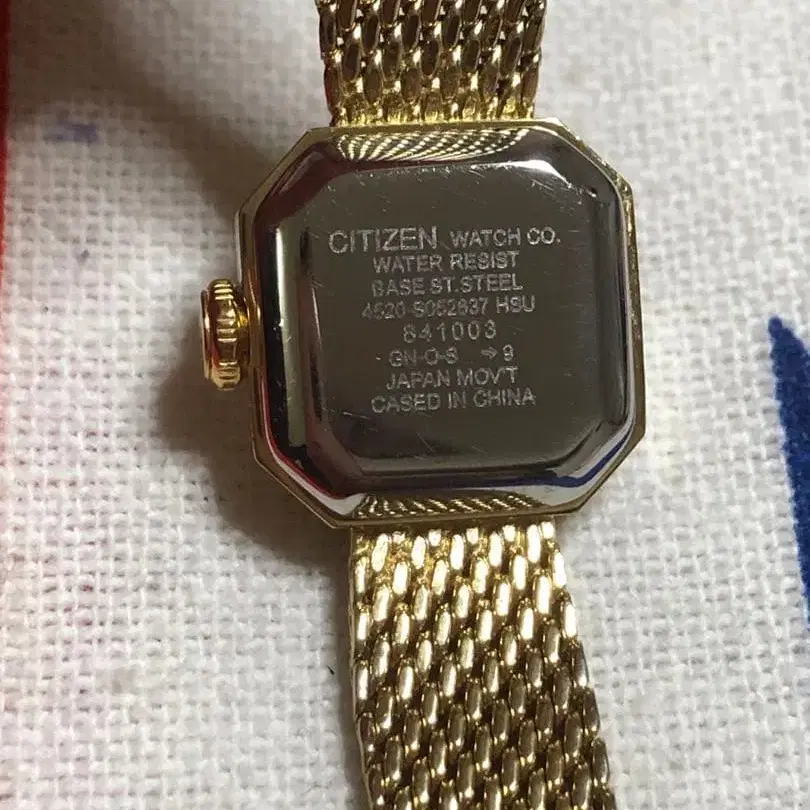 CITIZEN WATCH CO.
WATER RESIST
BASE ST.STEEL
4520-S052837 HSU
841003
GN-0-S →9
JAPAN MOV'T
CASED IN CHINA